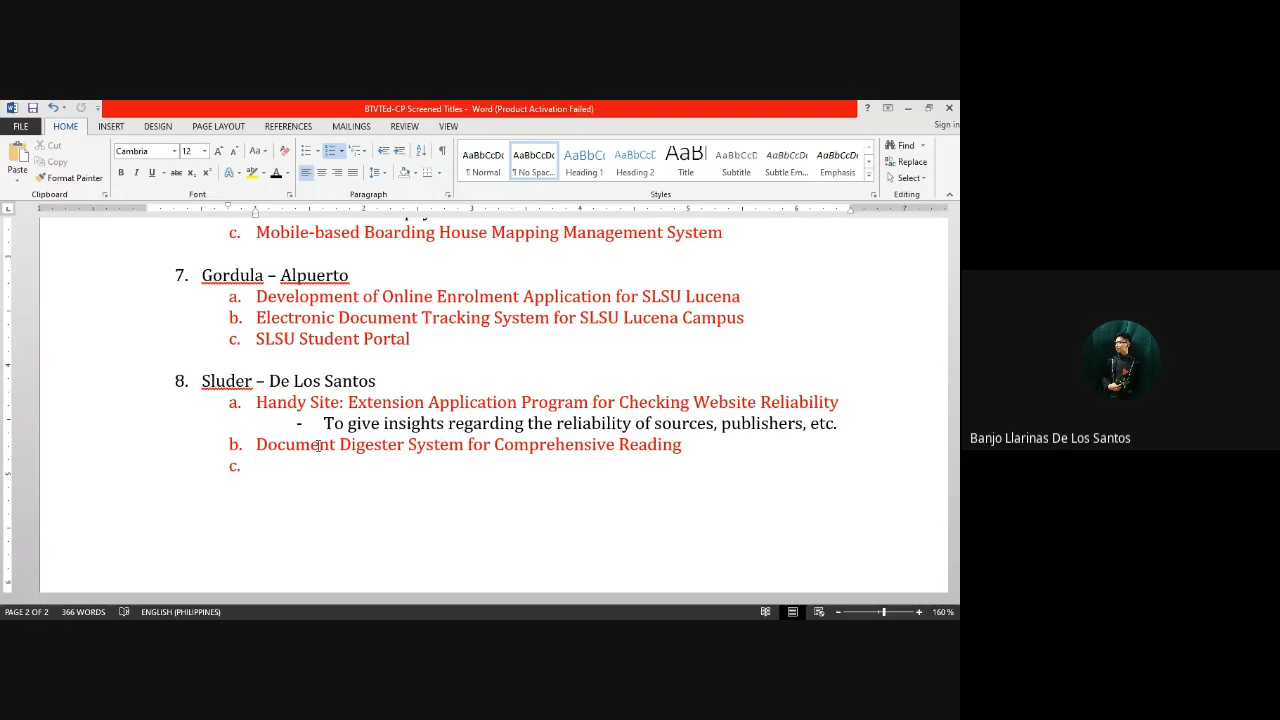 BTVTEd-CP Screened Titles - Word (Product Activation Failed)
FILE HOME INSERT DESIGN PAGE LAYOUT REFERENCES MAILINGS REVIEW VIEW Sign in
Paste Cut Copy Format Painter Clipboard
Cambria 12 Font
Paragraph
AaBbCcDc ¶ Normal
AaBbCcDc ¶ No Spac...
AaBbCc Heading 1
AaBbCcE Heading 2
AaBl Title
AaBbCcD Subtitle
AaBbCcDc Subtle Em...
AaBbCcDc Emphasis
Styles
Find Replace Select Editing
c. Mobile-based Boarding House Mapping Management System
7. Gordula – Alpuerto
a. Development of Online Enrolment Application for SLSU Lucena
b. Electronic Document Tracking System for SLSU Lucena Campus
c. SLSU Student Portal
8. Sluder – De Los Santos
a. Handy Site: Extension Application Program for Checking Website Reliability
- To give insights regarding the reliability of sources, publishers, etc.
b. Document Digester System for Comprehensive Reading
c.
Banjo Llarinas De Los Santos
PAGE 2 OF 2 366 WORDS ENGLISH (PHILIPPINES) 160 %